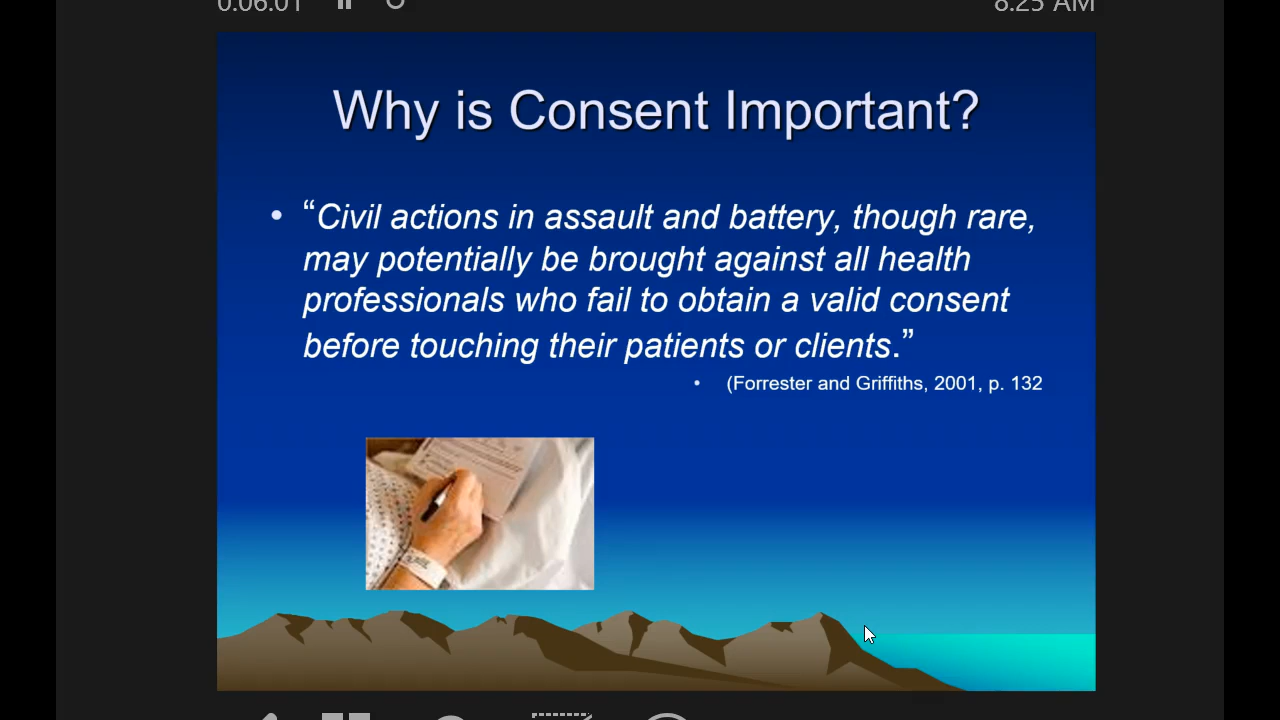 0:06:01
8:25 AM
Why is Consent Important?
• “Civil actions in assault and battery, though rare,
may potentially be brought against all health
professionals who fail to obtain a valid consent
before touching their patients or clients.”
• (Forrester and Griffiths, 2001, p. 132